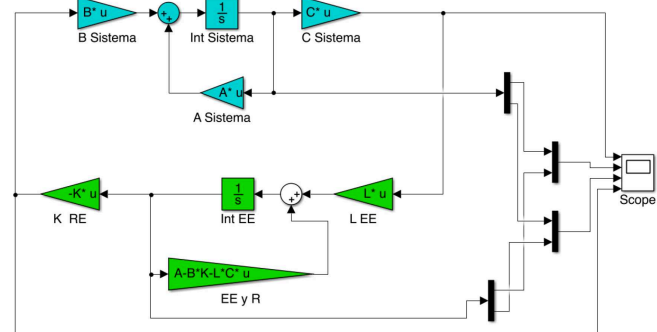 B* u
+
+
1
s
C* u
B Sistema
Int Sistema
C Sistema
A* u
A Sistema
-K* u
1
s
+
+
L* u
K RE
Int EE
L EE
Scope
A-B*K-L*C* u
EE y R